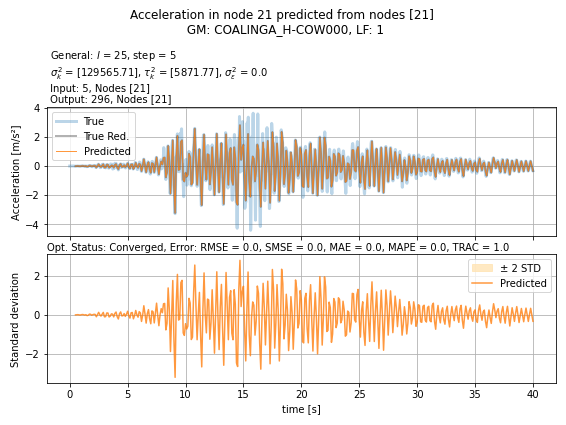 Acceleration in node 21 predicted from nodes [21]
GM: COALINGA_H-COW000, LF: 1
General: l = 25, step = 5
σ²ₖ = [129565.71], τ²ₖ = [5871.77], σ²ε = 0.0
Input: 5, Nodes [21]
Output: 296, Nodes [21]
Acceleration [m/s²]
4
2
0
−2
−4
True
True Red.
Predicted
Opt. Status: Converged, Error: RMSE = 0.0, SMSE = 0.0, MAE = 0.0, MAPE = 0.0, TRAC = 1.0
Standard deviation
2
0
−2
± 2 STD
Predicted
0 5 10 15 20 25 30 35 40
time [s]